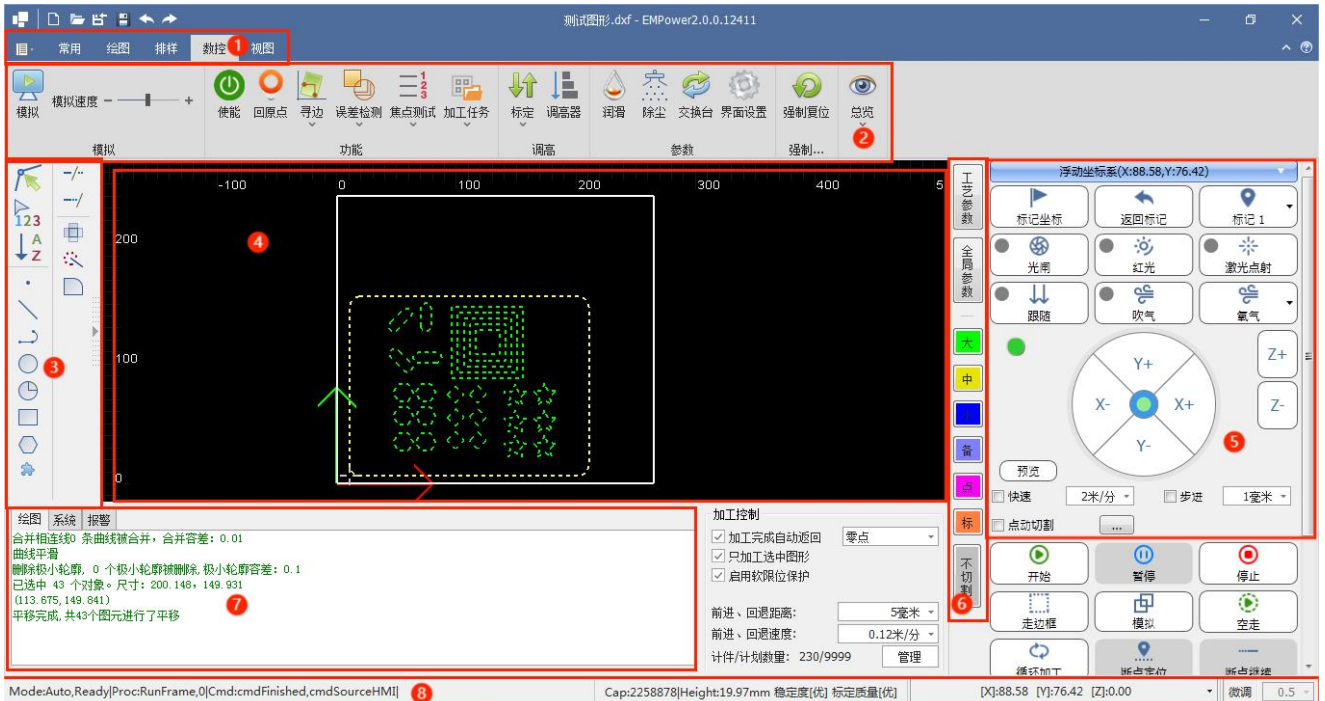 测试图形.dxf - EMPower2.0.0.12411
常用 绘图 排样 数控 1 视图
模拟 模拟速度 - +
使能 回原点 寻边 误差检测 焦点测试 加工任务
标定 调高器
润滑 除尘 交换台 界面设置
强制复位 总览
模拟 功能 调高 参数 强制... 2
-100 0 100 200 300 400 5
200
100
0
123
A
Z
3
4
工艺参数
全局参数
大
中
备
点
标
不切割
6
浮动坐标系(X:88.58,Y:76.42)
标记坐标 返回标记 标记 1
光闸 红光 激光点射
跟随 吹气 氧气
Y+
X- X+
Y-
Z+
Z-
5
预览
快速 2米/分 步进 1毫米
点动切割 ...
开始 暂停 停止
走边框 模拟 空走
循环加工 断点定位 断点继续
绘图 系统 报警
合并相连线0 条曲线被合并，合并容差：0.01
曲线平滑
删除极小轮廓, 0 个极小轮廓被删除,极小轮廓容差：0.1
已选中 43 个对象。尺寸：200.148，149.931
(113.675,149.841)
平移完成,共43个图元进行了平移
7
加工控制
加工完成自动返回 零点
只加工选中图形
启用软限位保护
前进、回退距离： 5毫米
前进、回退速度： 0.12米/分
计件/计划数量： 230/9999 管理
Mode:Auto,Ready|Proc:RunFrame,0|Cmd:cmdFinished,cmdSourceHMI| 8
Cap:2258878|Height:19.97mm 稳定度[优] 标定质量[优]
[X]:88.58 [Y]:76.42 [Z]:0.00 微调 0.5